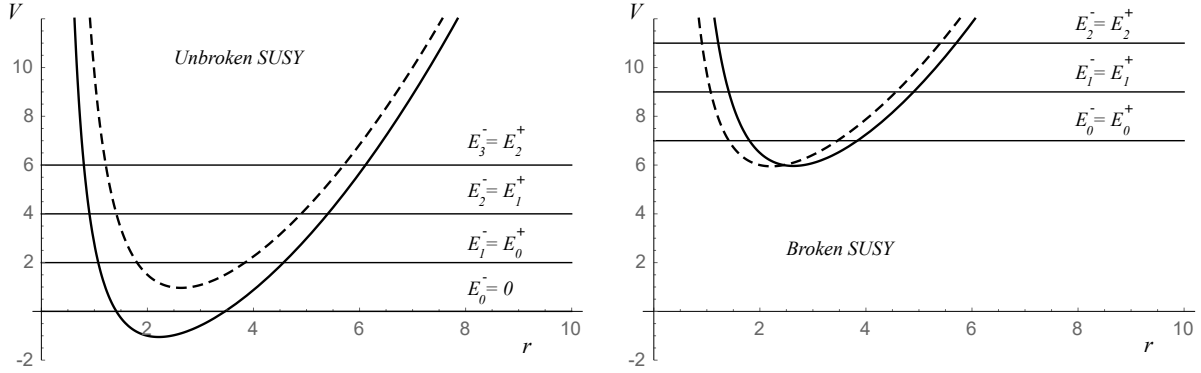 V
10
8
6
4
2
-2
2
4
6
8
10
r
Unbroken SUSY
E₃⁻= E₂⁺
E₂⁻= E₁⁺
E₁⁻= E₀⁺
E₀⁻= 0
V
10
8
6
4
2
-2
2
4
6
8
10
r
E₂⁻= E₂⁺
E₁⁻= E₁⁺
E₀⁻= E₀⁺
Broken SUSY